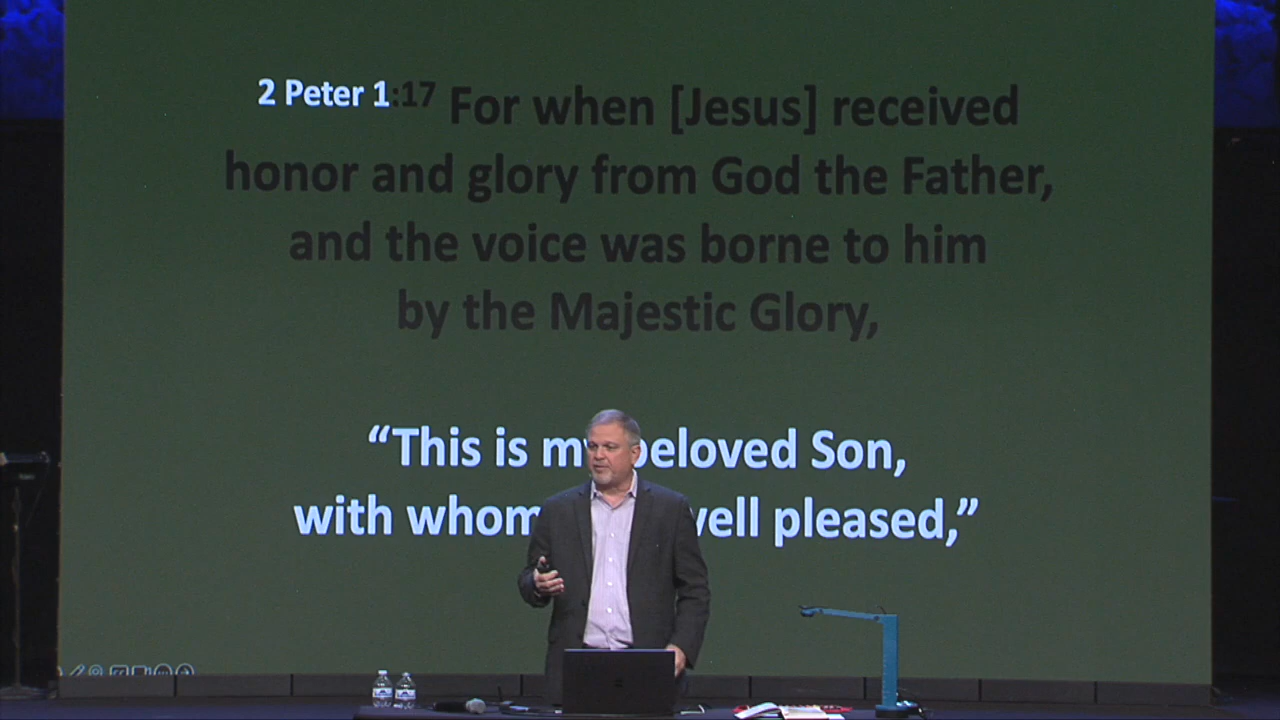 2 Peter 1:17 For when [Jesus] received
honor and glory from God the Father,
and the voice was borne to him
by the Majestic Glory,
“This is my beloved Son,
with whom well pleased,”